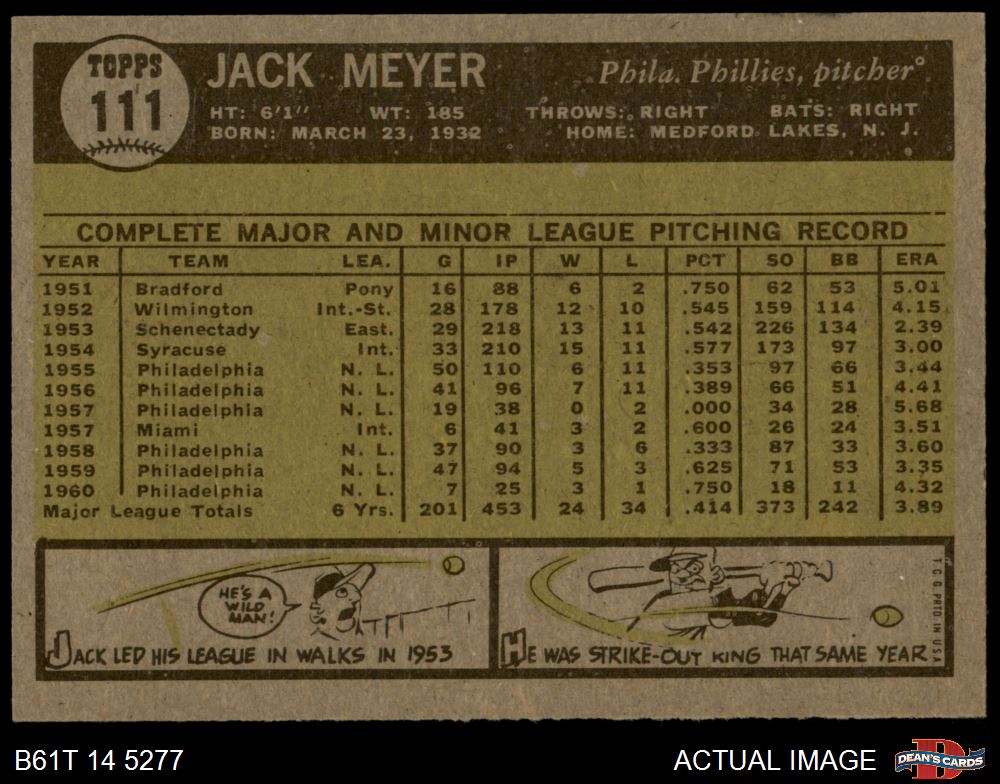 TOPPS
111
JACK MEYER
Phila. Phillies, pitcher
HT: 6'1" WT: 185 THROWS: RIGHT BATS: RIGHT
BORN: MARCH 23, 1932 HOME: MEDFORD LAKES, N. J.
COMPLETE MAJOR AND MINOR LEAGUE PITCHING RECORD
YEAR TEAM LEA. G IP W L PCT SO BB ERA
1951 Bradford Pony 16 88 6 2 .750 62 53 5.01
1952 Wilmington Int.-St. 28 178 12 10 .545 159 114 4.15
1953 Schenectady East. 29 218 13 11 .542 226 134 2.39
1954 Syracuse Int. 33 210 15 11 .577 173 97 3.00
1955 Philadelphia N. L. 50 110 6 11 .353 97 66 3.44
1956 Philadelphia N. L. 41 96 7 11 .389 66 51 4.41
1957 Philadelphia N. L. 19 38 0 2 .000 34 28 5.68
1957 Miami Int. 6 41 3 2 .600 26 24 3.51
1958 Philadelphia N. L. 37 90 3 6 .333 87 33 3.60
1959 Philadelphia N. L. 47 94 5 3 .625 71 53 3.35
1960 Philadelphia N. L. 7 25 3 1 .750 18 11 4.32
Major League Totals 6 Yrs. 201 453 24 34 .414 373 242 3.89
HE'S A
WILD
MAN!
JACK LED HIS LEAGUE IN WALKS IN 1953
HE WAS STRIKE-OUT KING THAT SAME YEAR
T.C.G. PRTD. IN U.S.A.
B61T 14 5277
ACTUAL IMAGE
DEAN'S CARDS